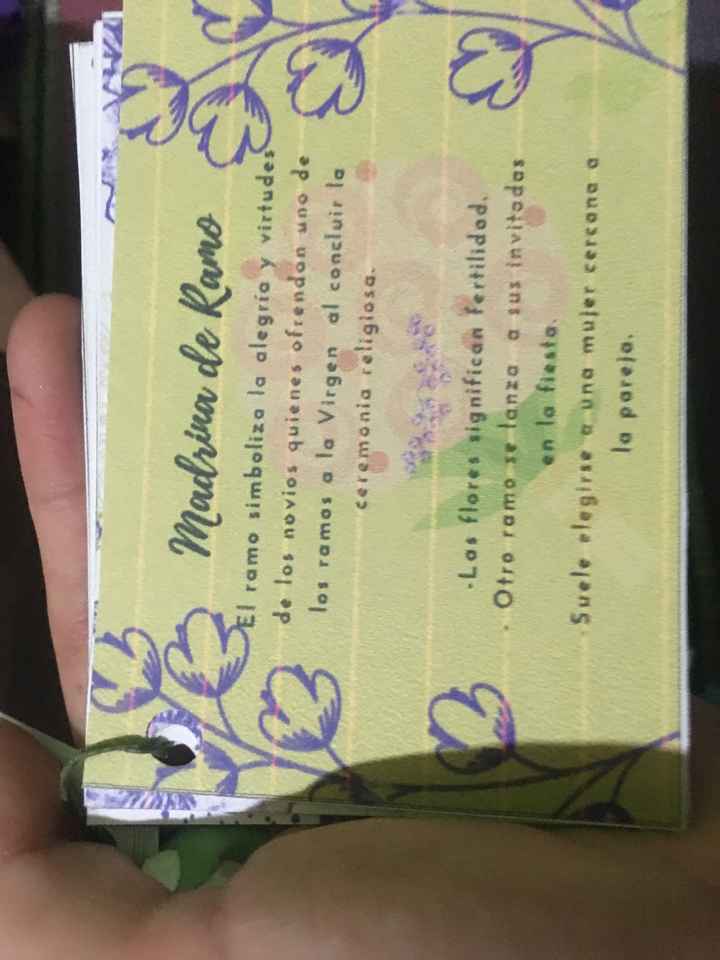 Madrina de Ramo
El ramo simboliza la alegría y virtudes
de los novios quienes ofrendan uno de
los ramos a la Virgen al concluir la
ceremonia religiosa.
·Las flores significan fertilidad.
· Otro ramo se lanza a sus invitadas
en la fiesta.
·Suele elegirse a una mujer cercana a
la pareja.